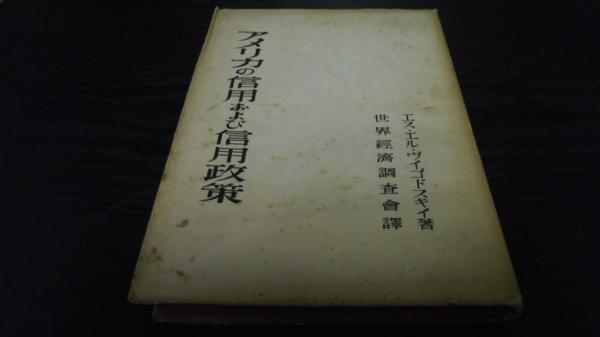 アメリカの信用および信用政策
エス・エル・ヴイゴドスキイ著
世界經濟調査會譯